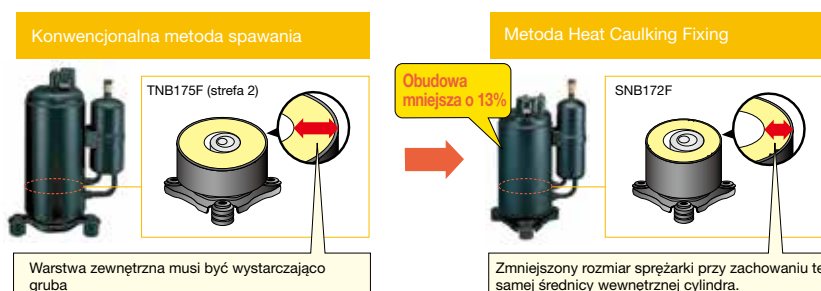 Konwencjonalna metoda spawania
TNB175F (strefa 2)
Warstwa zewnętrzna musi być wystarczająco
gruba
Metoda Heat Caulking Fixing
Obudowa
mniejsza o 13%
SNB172F
Zmniejszony rozmiar sprężarki przy zachowaniu
samej średnicy wewnętrznej cylindra.